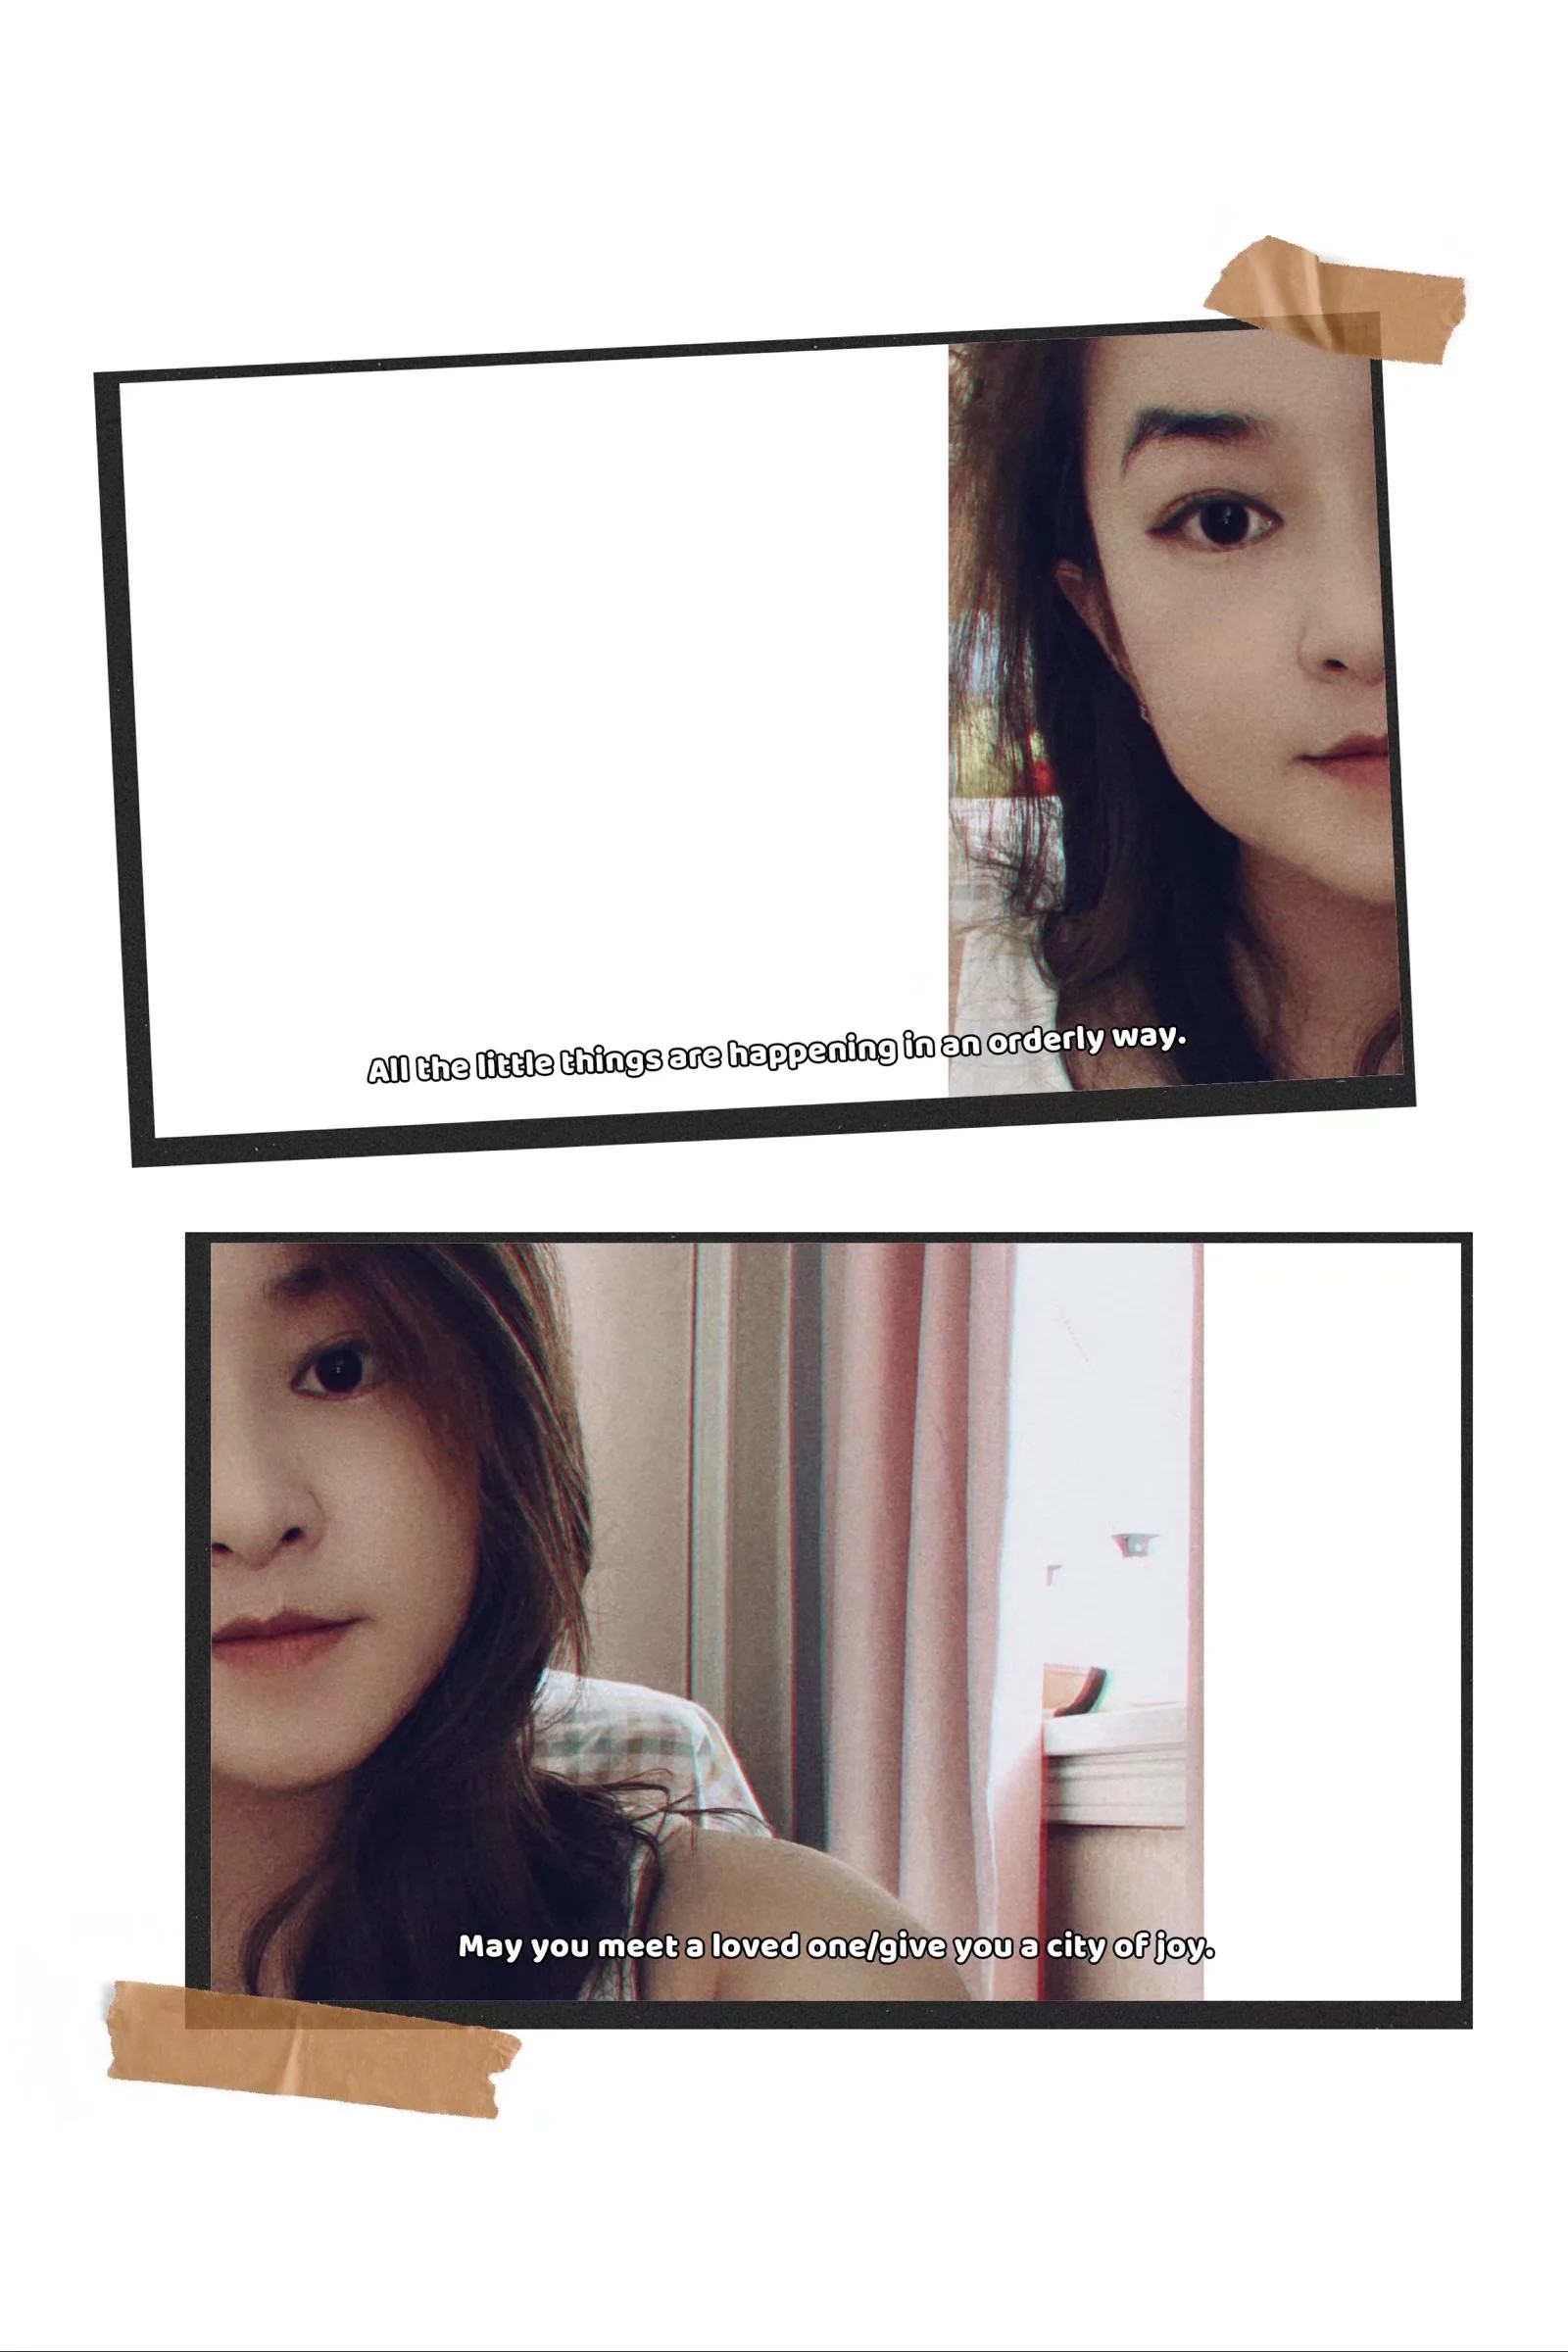 All the little things are happening in an orderly way.
May you meet a loved one/give you a city of joy.